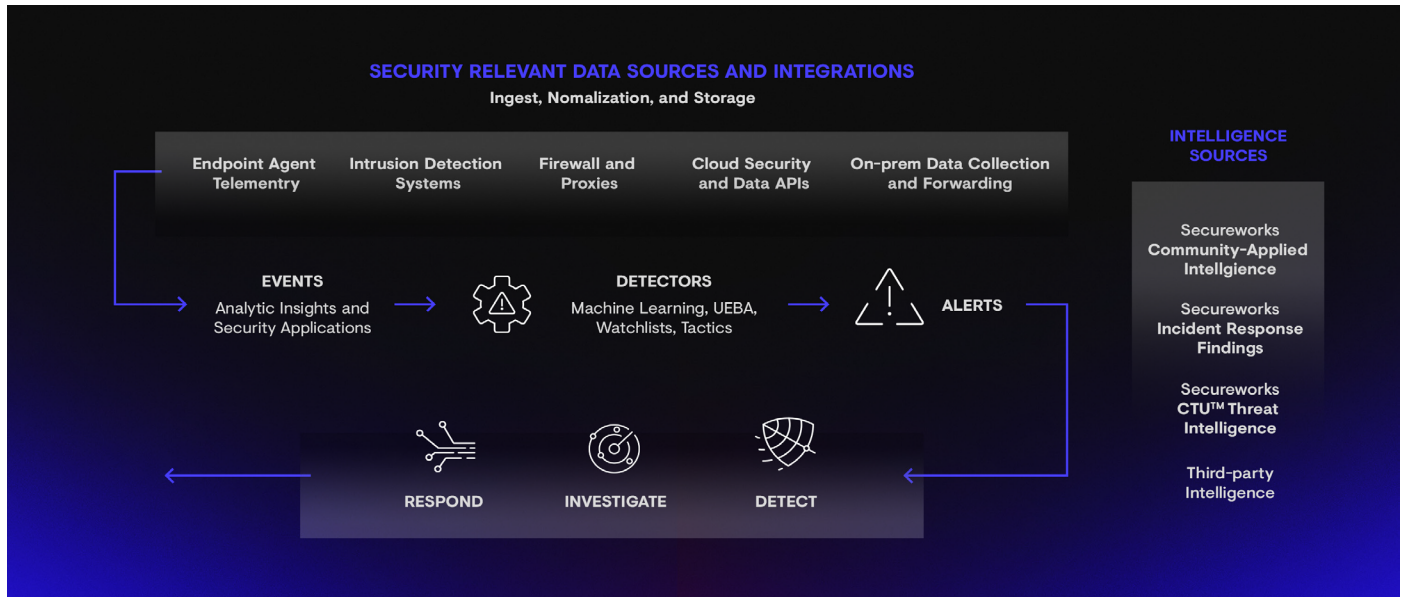 SECURITY RELEVANT DATA SOURCES AND INTEGRATIONS
Ingest, Nomalization, and Storage
Endpoint Agent
Telementry
Intrusion Detection
Systems
Firewall and
Proxies
Cloud Security
and Data APIs
On-prem Data Collection
and Forwarding
EVENTS
Analytic Insights and
Security Applications
DETECTORS
Machine Learning, UEBA,
Watchlists, Tactics
ALERTS
RESPOND
INVESTIGATE
DETECT
INTELLIGENCE
SOURCES
Secureworks
Community-Applied
Intellgience
Secureworks
Incident Response
Findings
Secureworks
CTU™ Threat
Intelligence
Third-party
Intelligence